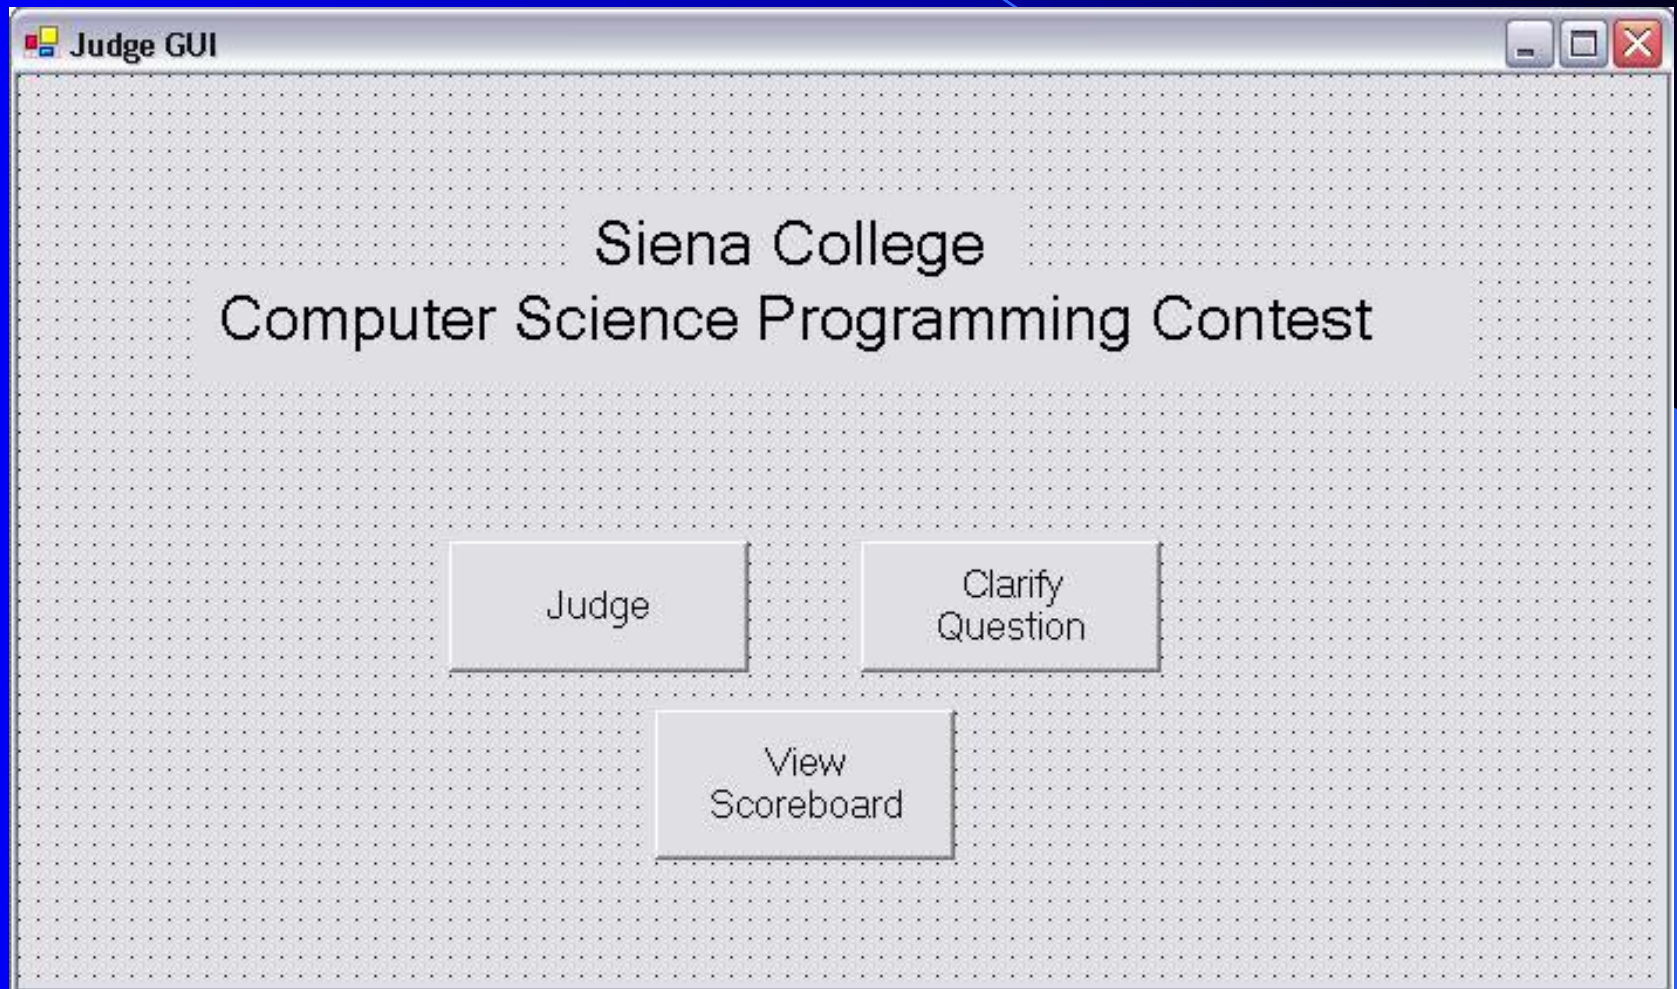 Judge GUI
Siena College
Computer Science Programming Contest
Judge
Clarify
Question
View
Scoreboard